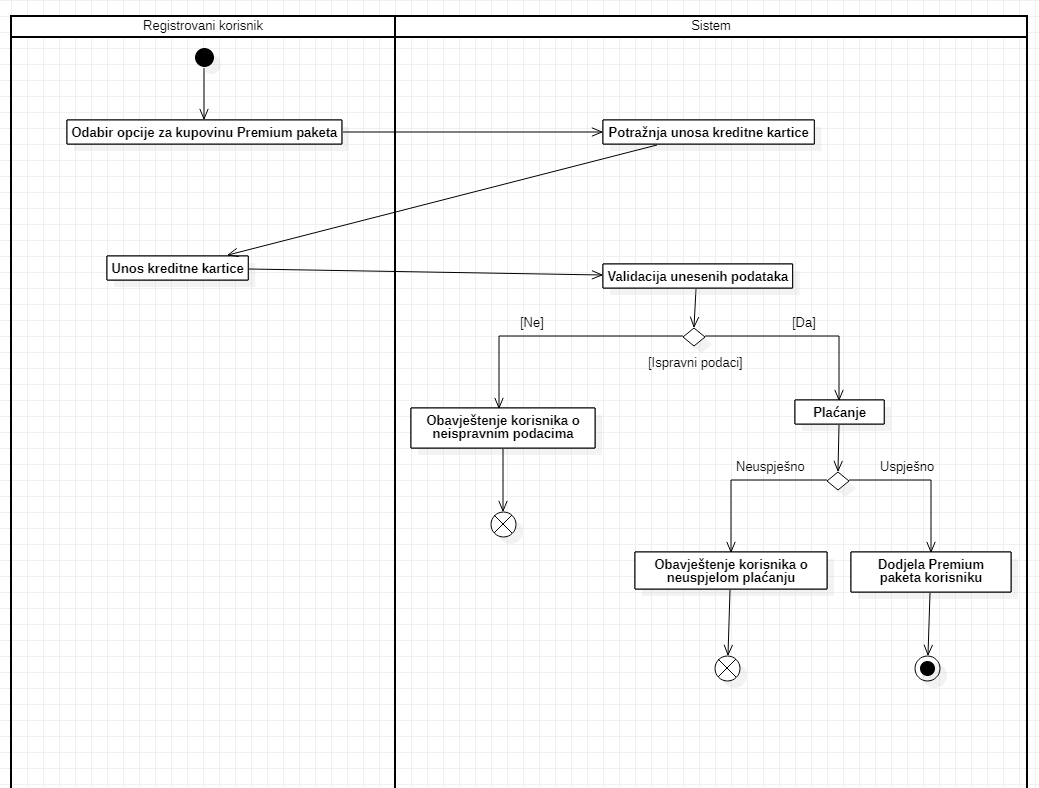 Registrovani korisnik
Sistem
Odabir opcije za kupovinu Premium paketa
Potražnja unosa kreditne kartice
Unos kreditne kartice
Validacija unesenih podataka
[Ne]
[Da]
[Ispravni podaci]
Obavještenje korisnika o
neispravnim podacima
Plaćanje
Neuspješno
Uspješno
Obavještenje korisnika o
neuspjelom plaćanju
Dodjela Premium
paketa korisniku